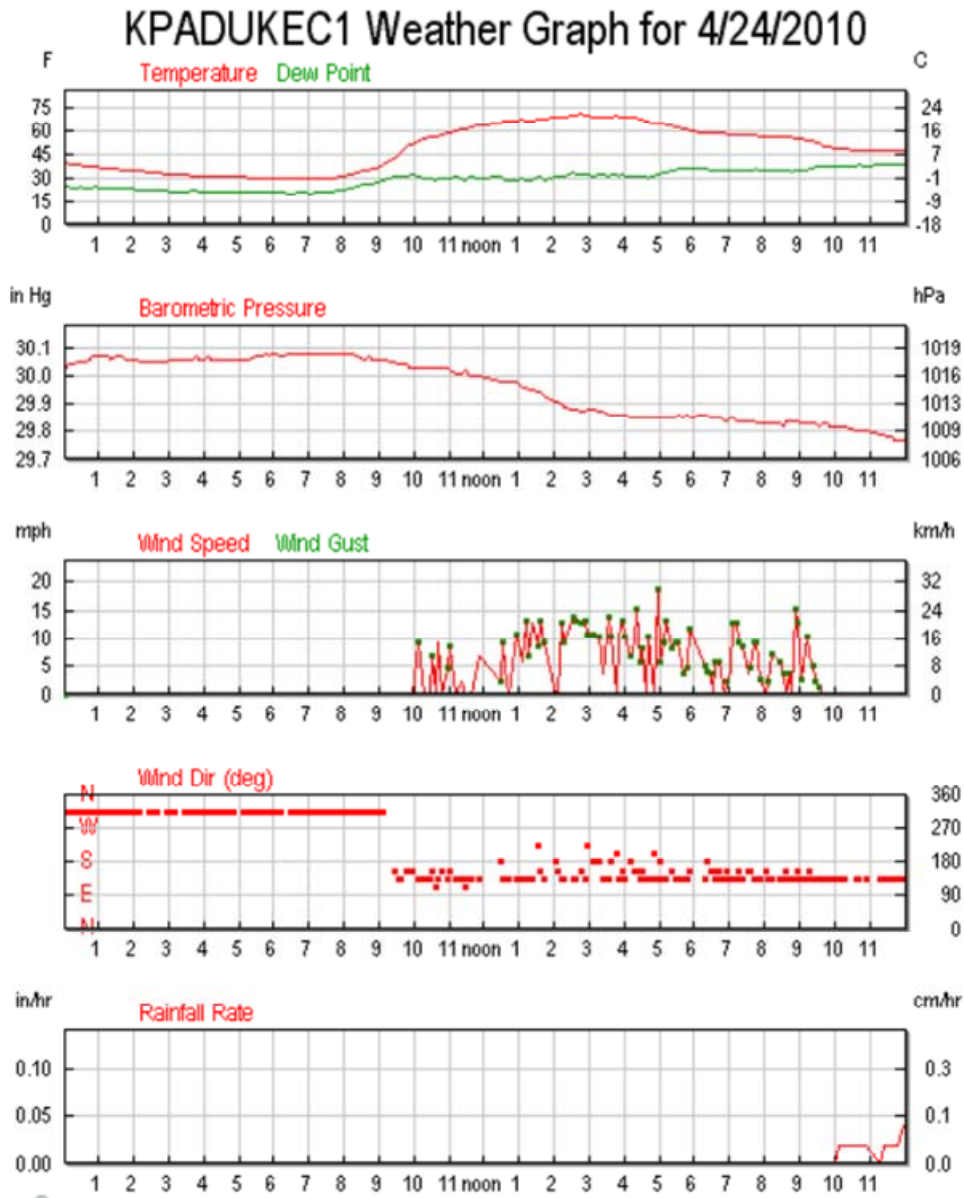 KPADUKEC1 Weather Graph for 4/24/2010
F Temperature Dew Point C
75 24
60 16
45 7
30 -1
15 -9
0 -18
1 2 3 4 5 6 7 8 9 10 11 noon 1 2 3 4 5 6 7 8 9 10 11
in Hg Barometric Pressure hPa
30.1 1019
30.0 1016
29.9 1013
29.8 1009
29.7 1006
1 2 3 4 5 6 7 8 9 10 11 noon 1 2 3 4 5 6 7 8 9 10 11
mph Wind Speed Wind Gust km/h
20 32
15 24
10 16
5 8
0 0
1 2 3 4 5 6 7 8 9 10 11 noon 1 2 3 4 5 6 7 8 9 10 11
Wind Dir (deg)
N 360
W 270
S 180
E 90
N 0
1 2 3 4 5 6 7 8 9 10 11 noon 1 2 3 4 5 6 7 8 9 10 11
in/hr Rainfall Rate cm/hr
0.10 0.3
0.05 0.1
0.00 0.0
1 2 3 4 5 6 7 8 9 10 11 noon 1 2 3 4 5 6 7 8 9 10 11